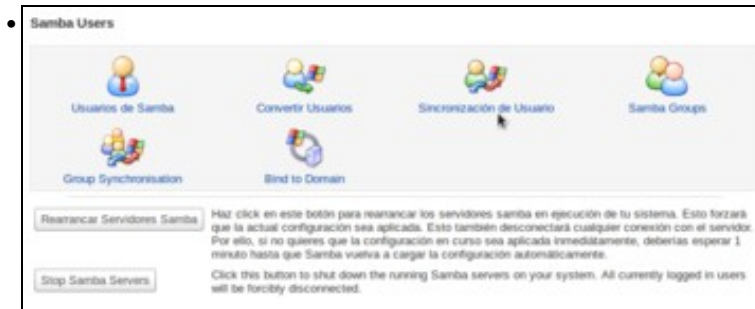 Samba Users
Usuarios de Samba
Convertir Usuarios
Sincronización de Usuario
Samba Groups
Group Synchronisation
Bind to Domain
Rearrancar Servidores Samba
Haz click en este botón para rearrancar los servidores samba en ejecución de tu sistema. Esto forzará
que la actual configuración sea aplicada. Esto también desconectará cualquier conexión con el servidor.
Por ello, si no quieres que la configuración en curso sea aplicada inmediátamente, deberías esperar 1
minuto hasta que Samba vuelva a cargar la configuración automáticamente.
Stop Samba Servers
Click this button to shut down the running Samba servers on your system. All currently logged in users
will be forcibly disconnected.